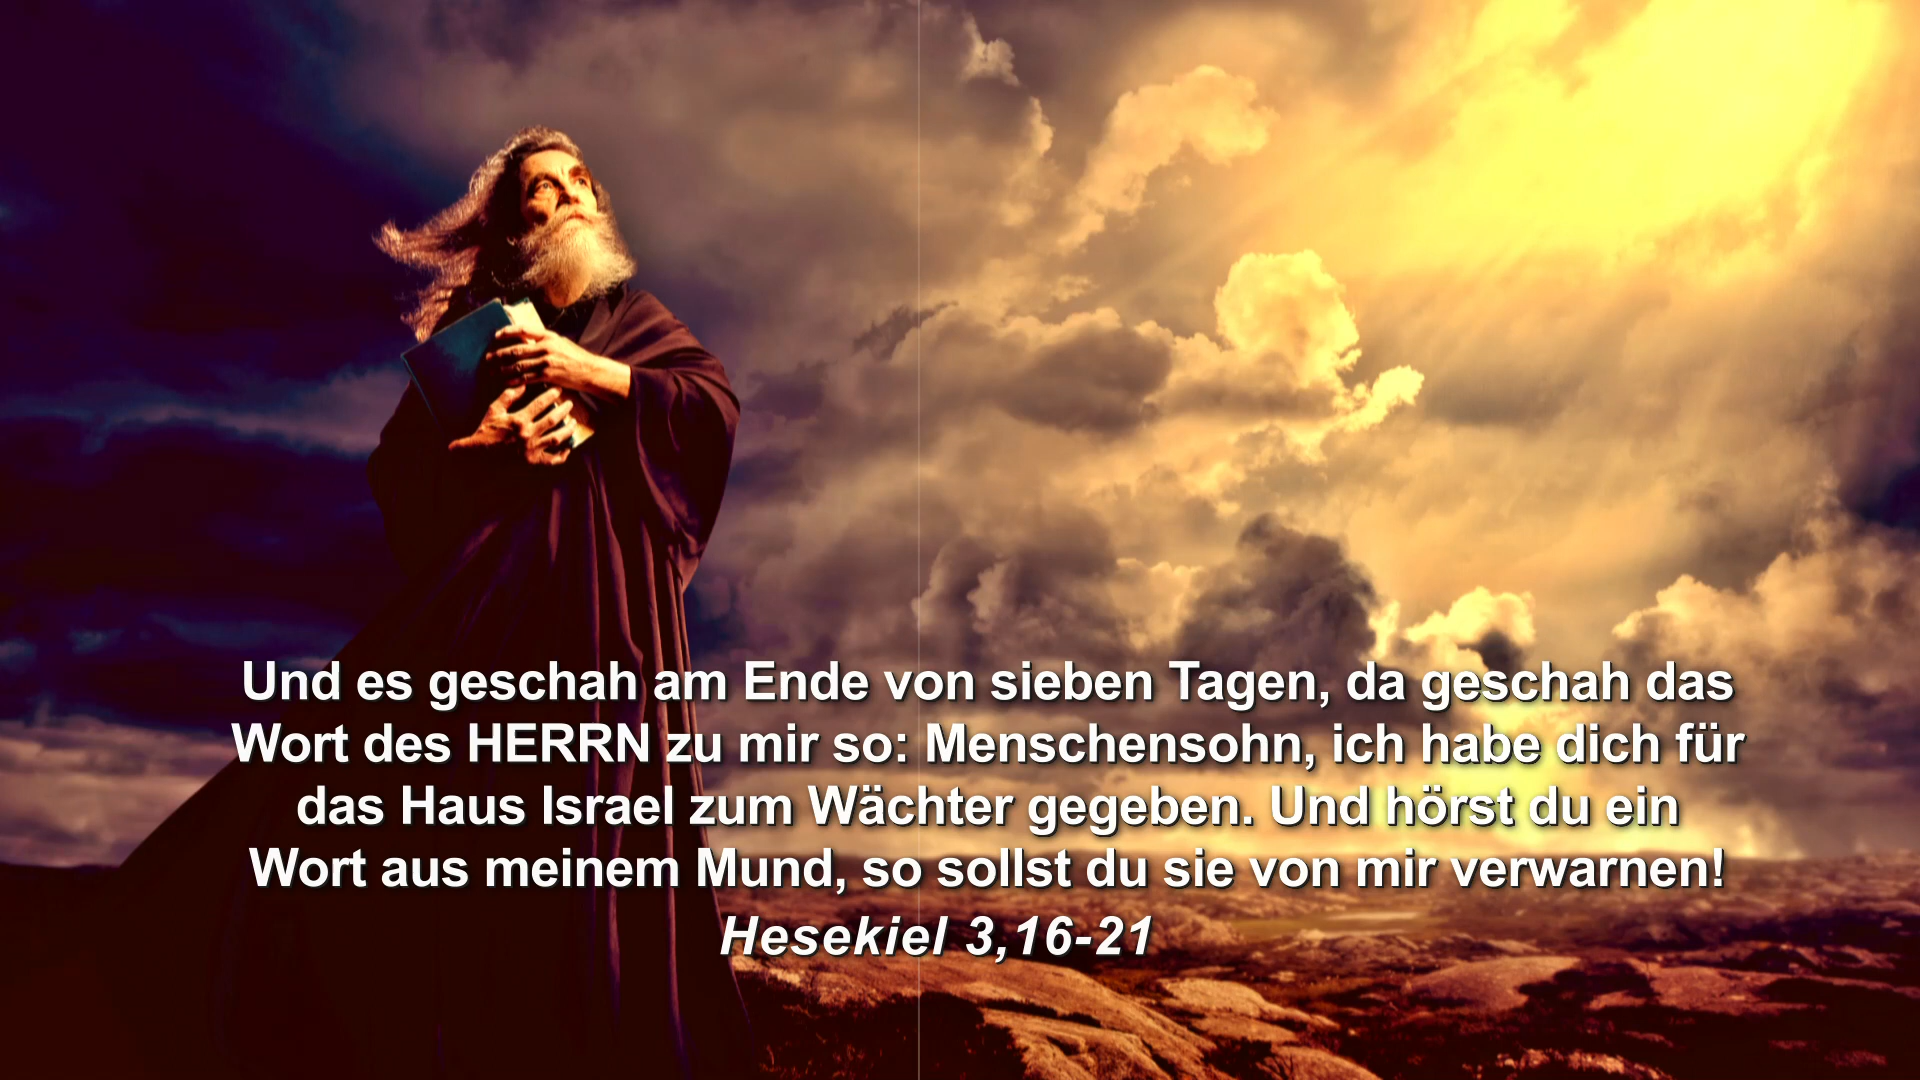 Und es geschah am Ende von sieben Tagen, da geschah das
Wort des HERRN zu mir so: Menschensohn, ich habe dich für
das Haus Israel zum Wächter gegeben. Und hörst du ein
Wort aus meinem Mund, so sollst du sie von mir verwarnen!
Hesekiel 3,16-21